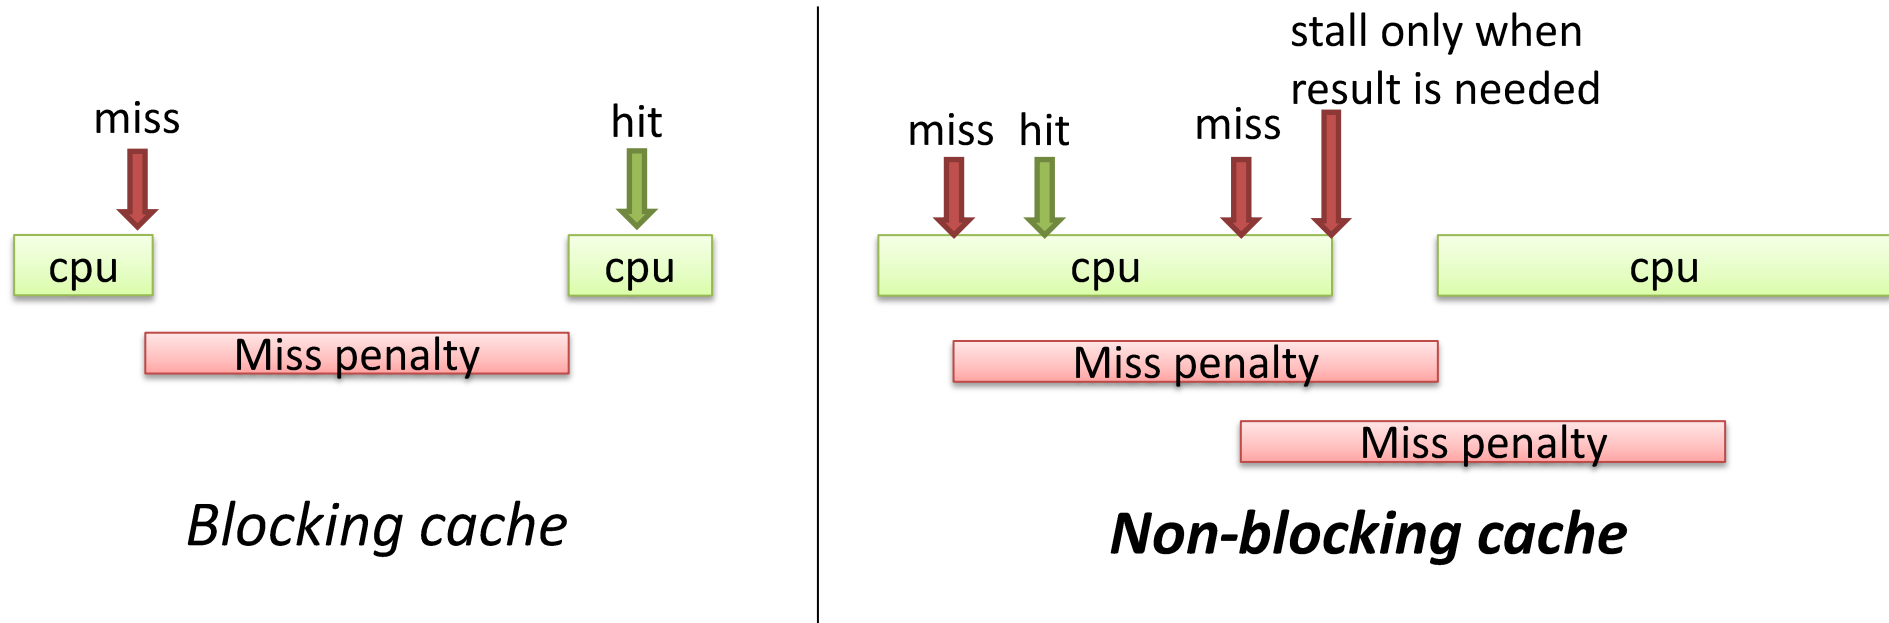 miss
hit
cpu
cpu
Miss penalty
Blocking cache
stall only when
result is needed
miss
hit
miss
cpu
cpu
Miss penalty
Miss penalty
Non-blocking cache